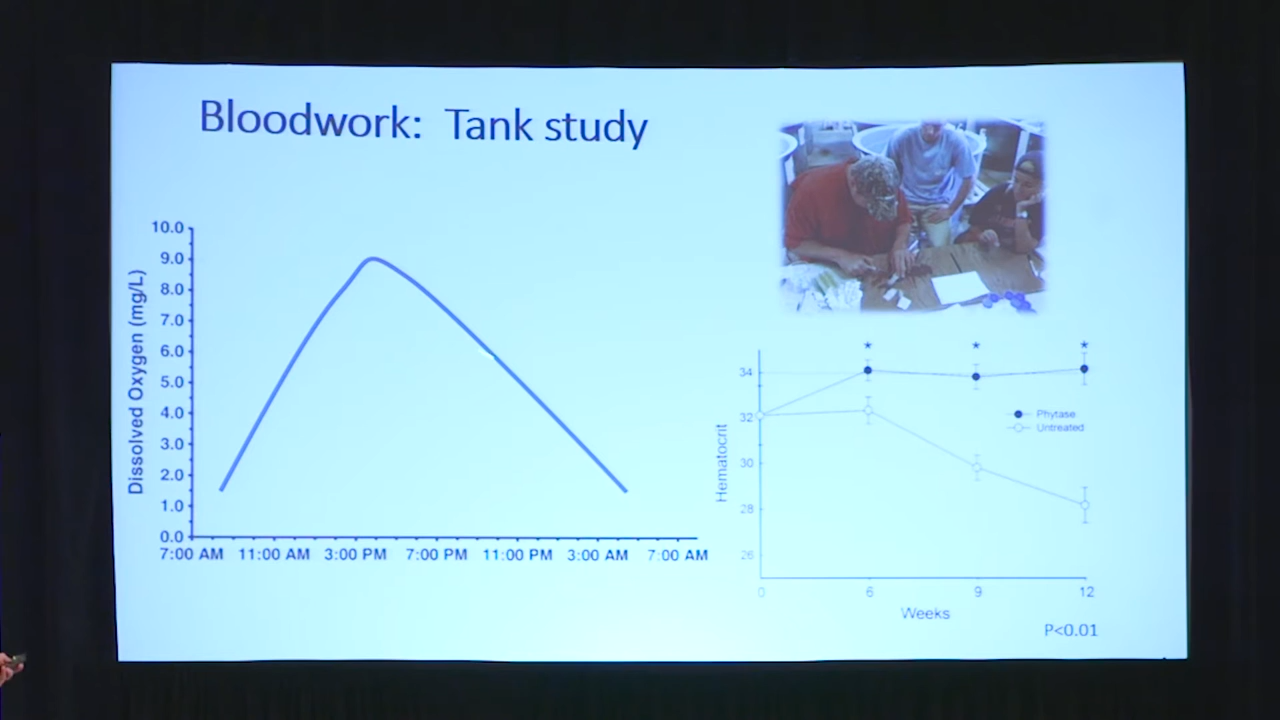 Bloodwork: Tank study
10.0
9.0
8.0
7.0
6.0
5.0
4.0
3.0
2.0
1.0
0.0
Dissolved Oxygen (mg/L)
7:00 AM 11:00 AM 3:00 PM 7:00 PM 11:00 PM 3:00 AM 7:00 AM
* * *
34
32
30
28
26
Hematocrit
Phytase
Untreated
0 6 9 12
Weeks
P<0.01